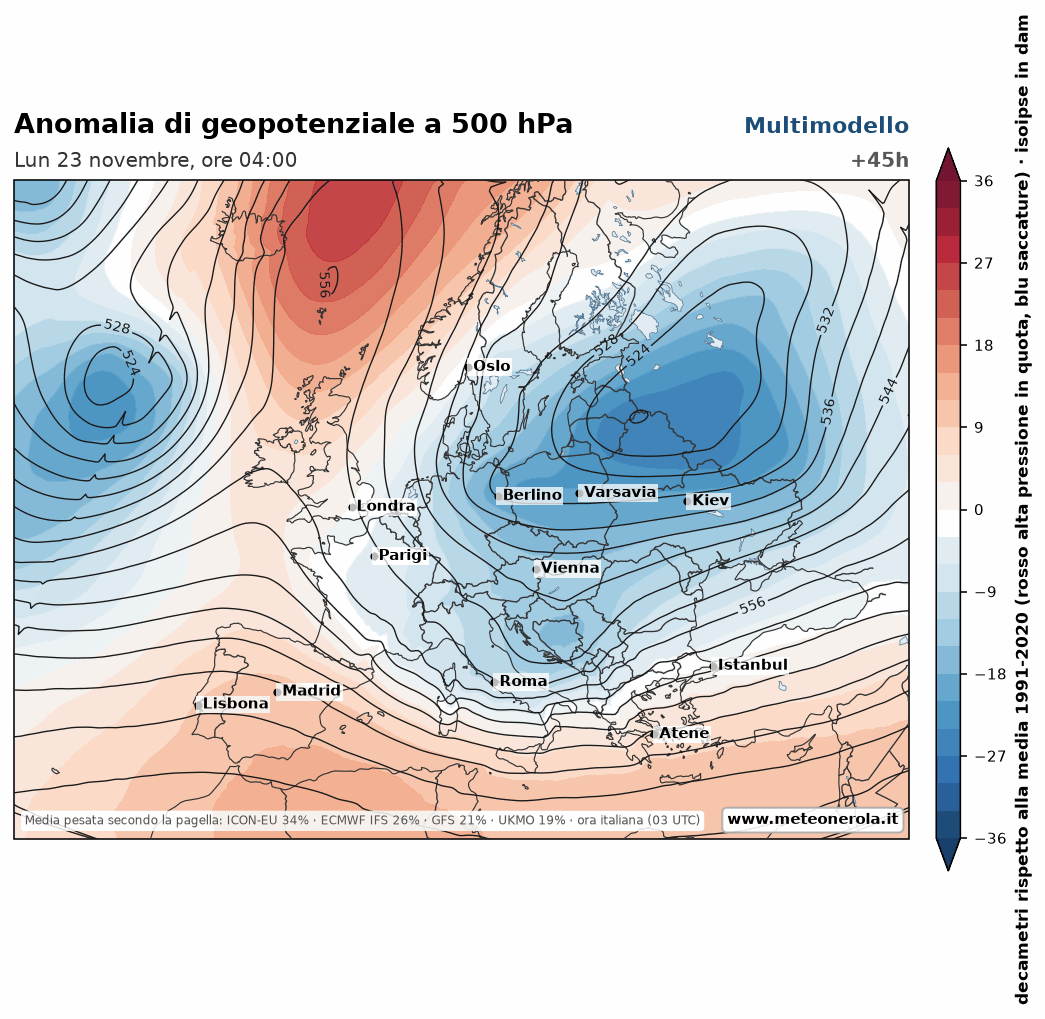 Anomalia di geopotenziale a 500 hPa
Multimodello
Lun 23 novembre, ore 04:00
+45h
556
528
524
528
524
532
536
544
556
Oslo
Londra
Berlino
Varsavia
Kiev
Parigi
Vienna
Istanbul
Roma
Madrid
Lisbona
Atene
Media pesata secondo la pagella: ICON-EU 34% · ECMWF IFS 26% · GFS 21% · UKMO 19% · ora italiana (03 UTC)
www.meteonerola.it
36
27
18
9
0
−9
−18
−27
−36
decametri rispetto alla media 1991-2020 (rosso alta pressione in quota, blu saccature) · isoipse in dam